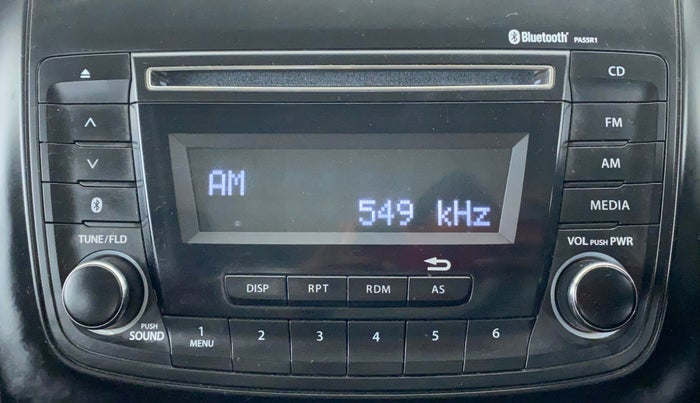 Bluetooth® PA55R1
CD
FM
AM
AM
549 kHz
MEDIA
TUNE/FLD
VOL PUSH PWR
DISP RPT RDM AS
PUSH
SOUND
1 2 3 4 5 6
MENU